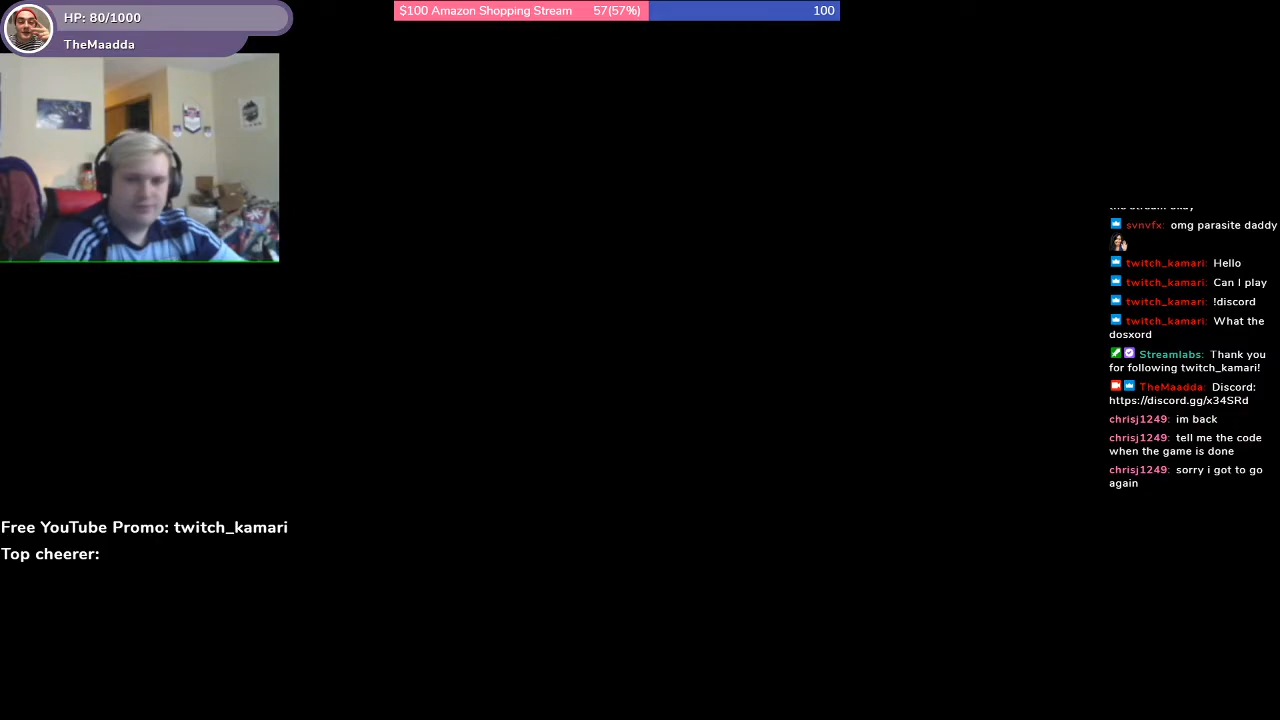 HP: 80/1000
TheMaadda
$100 Amazon Shopping Stream 57(57%) 100
svnvfx: omg parasite daddy
twitch_kamari: Hello
twitch_kamari: Can I play
twitch_kamari: !discord
twitch_kamari: What the
dosxord
Streamlabs: Thank you
for following twitch_kamari!
TheMaadda: Discord:
https://discord.gg/x34SRd
chrisj1249: im back
chrisj1249: tell me the code
when the game is done
chrisj1249: sorry i got to go
again
Free YouTube Promo: twitch_kamari
Top cheerer: